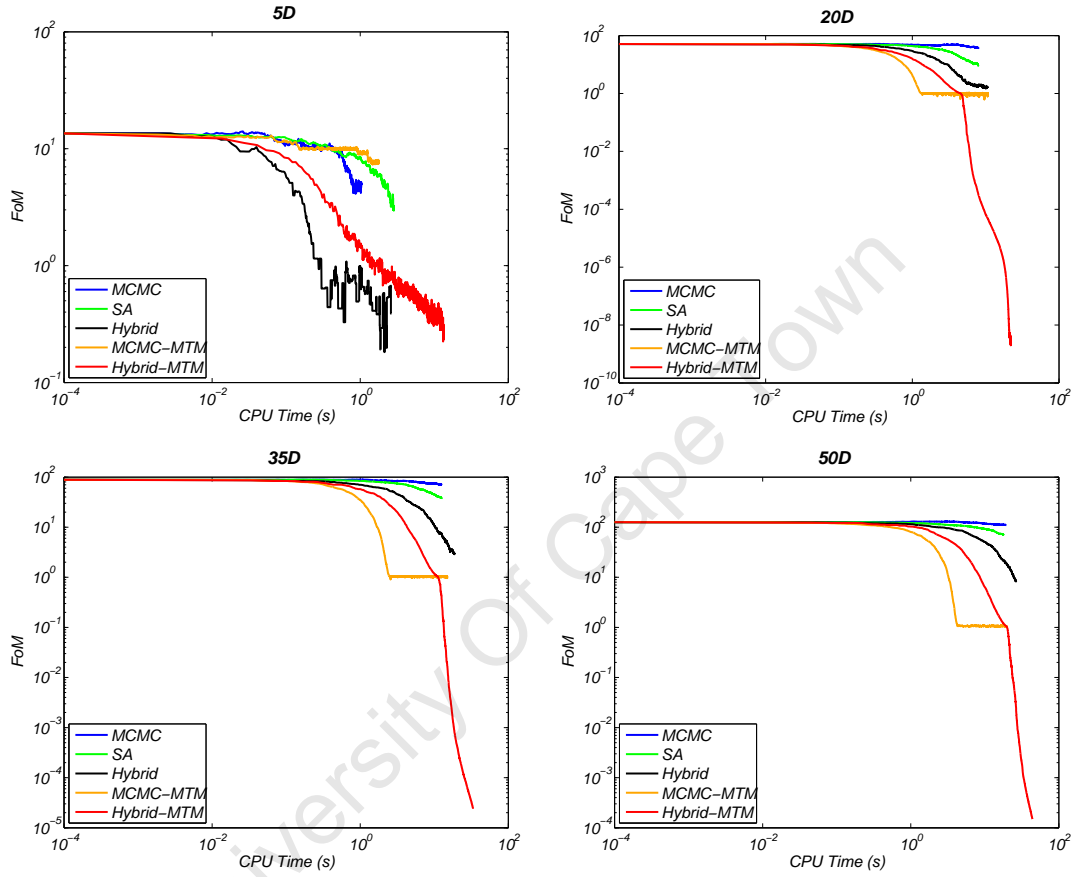 5D
FoM
10^2
10^1
10^0
10^-1
MCMC
SA
Hybrid
MCMC-MTM
Hybrid-MTM
10^-4
10^-2
10^0
10^2
CPU Time (s)
20D
FoM
10^2
10^0
10^-2
10^-4
10^-6
10^-8
10^-10
MCMC
SA
Hybrid
MCMC-MTM
Hybrid-MTM
10^-4
10^-2
10^0
10^2
CPU Time (s)
35D
FoM
10^2
10^1
10^0
10^-1
10^-2
10^-3
10^-4
10^-5
MCMC
SA
Hybrid
MCMC-MTM
Hybrid-MTM
10^-4
10^-2
10^0
10^2
CPU Time (s)
50D
FoM
10^3
10^2
10^1
10^0
10^-1
10^-2
10^-3
10^-4
MCMC
SA
Hybrid
MCMC-MTM
Hybrid-MTM
10^-4
10^-2
10^0
10^2
CPU Time (s)
iversity Of Cape Town